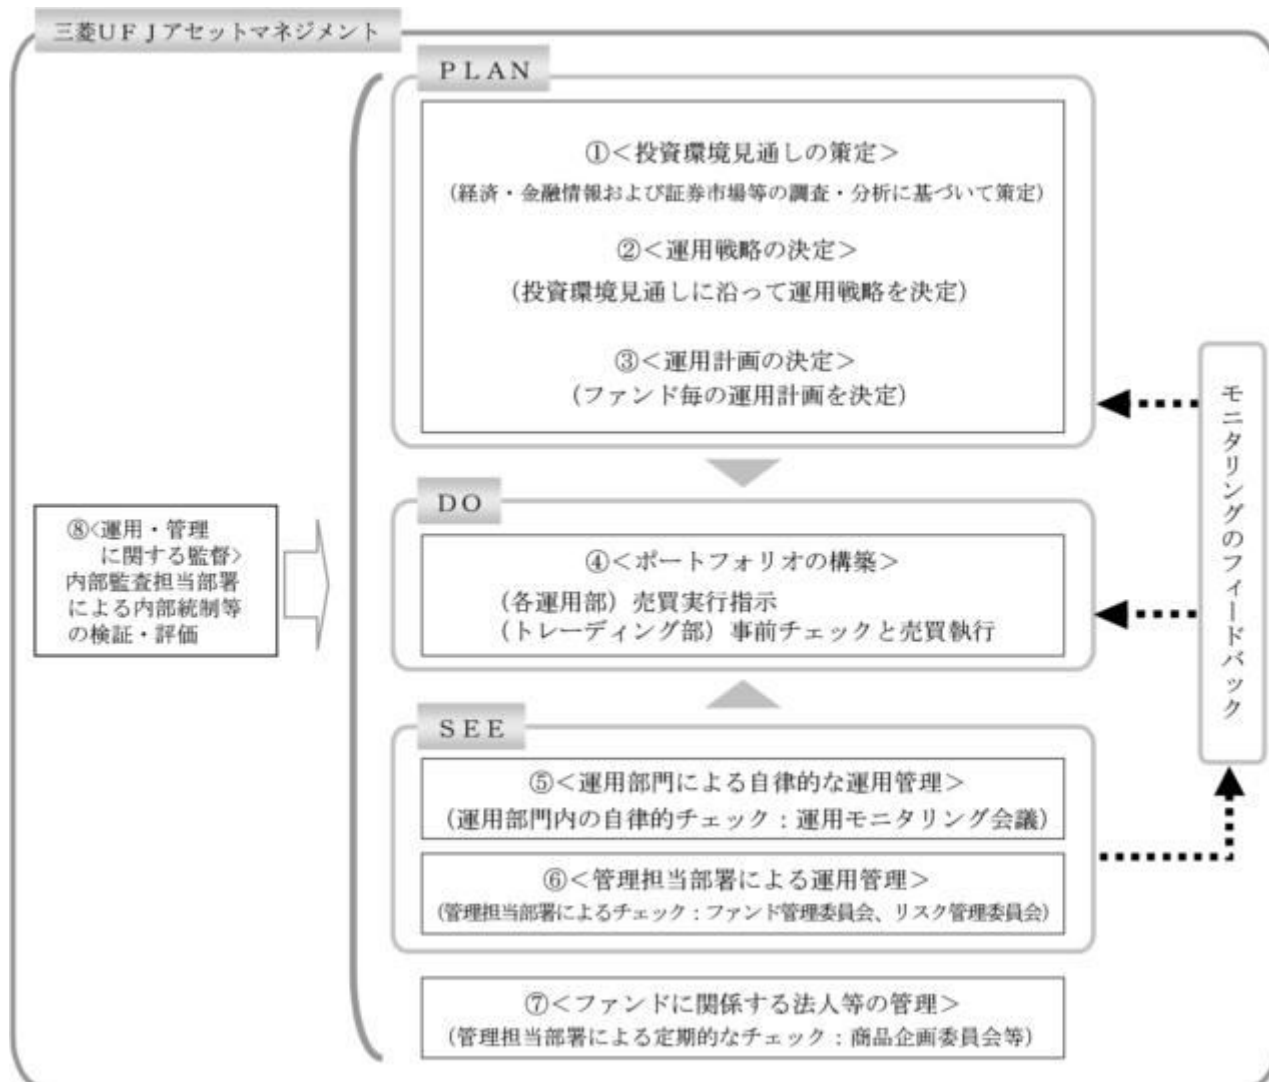 三菱ＵＦＪアセットマネジメント
ＰＬＡＮ
①＜投資環境見通しの策定＞
（経済・金融情報および証券市場等の調査・分析に基づいて策定）
②＜運用戦略の決定＞
（投資環境見通しに沿って運用戦略を決定）
③＜運用計画の決定＞
（ファンド毎の運用計画を決定）
ＤＯ
④＜ポートフォリオの構築＞
（各運用部）売買実行指示
（トレーディング部）事前チェックと売買執行
ＳＥＥ
⑤＜運用部門による自律的な運用管理＞
（運用部門内の自律的チェック：運用モニタリング会議）
⑥＜管理担当部署による運用管理＞
（管理担当部署によるチェック：ファンド管理委員会、リスク管理委員会）
⑦＜ファンドに関係する法人等の管理＞
（管理担当部署による定期的なチェック：商品企画委員会等）
⑧<運用・管理
に関する監督>
内部監査担当部署
による内部統制等
の検証・評価
モニタリングのフィードバック